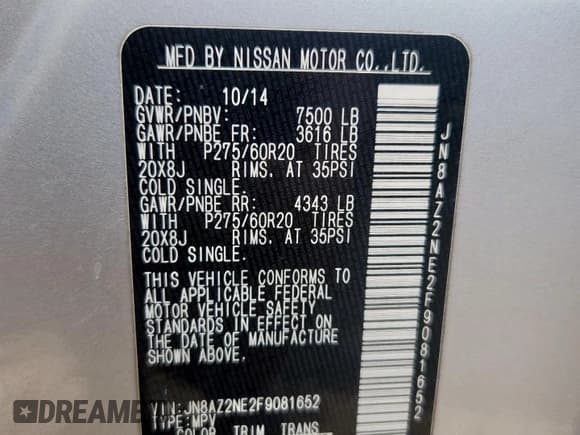 MFD BY NISSAN MOTOR CO.,LTD.
DATE: 10/14
GVWR/PNBV: 7500 LB
GAWR/PNBE FR: 3616 LB
WITH P275/60R20 TIRES
20X8J RIMS. AT 35PSI
COLD SINGLE.
GAWR/PNBE RR: 4343 LB
WITH P275/60R20 TIRES
20X8J RIMS. AT 35PSI
COLD SINGLE.
THIS VEHICLE CONFORMS TO
ALL APPLICABLE FEDERAL
MOTOR VEHICLE SAFETY
STANDARDS IN EFFECT ON
THE DATE OF MANUFACTURE
SHOWN ABOVE.
VIN:JN8AZ2NE2F9081652
TYPE:MPV
COLOR TRIM TRANS
JN8AZ2NE2F9081652
DREAMBIDCARS.COM